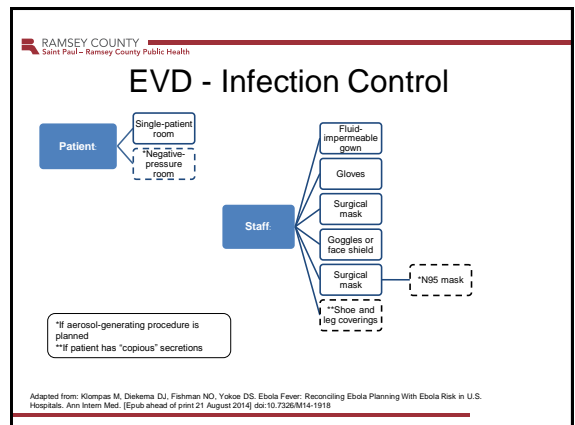 RAMSEY COUNTY
Saint Paul – Ramsey County Public Health
EVD - Infection Control
Patient:
Single-patient
room
*Negative-
pressure
room
Staff:
Fluid-
impermeable
gown
Gloves
Surgical
mask
Goggles or
face shield
Surgical
mask
*N95 mask
**Shoe and
leg coverings
*If aerosol-generating procedure is
planned
**If patient has “copious” secretions
Adapted from: Klompas M, Diekema DJ, Fishman NO, Yokoe DS. Ebola Fever: Reconciling Ebola Planning With Ebola Risk in U.S.
Hospitals. Ann Intern Med. [Epub ahead of print 21 August 2014] doi:10.7326/M14-1918